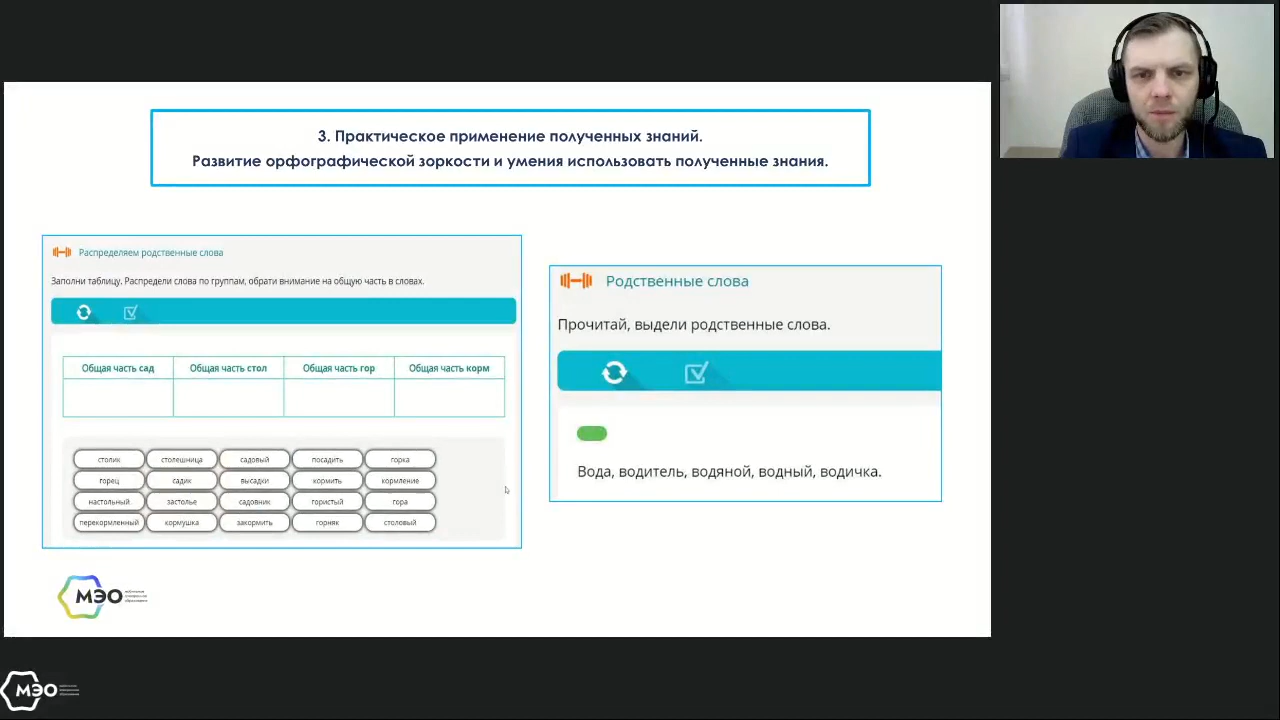 3. Практическое применение полученных знаний.
Развитие орфографической зоркости и умения использовать полученные знания.
Распределяем родственные слова
Заполни таблицу. Распредели слова по группам, обрати внимание на общую часть в словах.
Общая часть сад Общая часть стол Общая часть гор Общая часть корм
столик столешница садовый посадить горка
горец садик высадки кормить кормление
настольный застолье садовник гористый гора
перекормленный кормушка закормить горняк столовый
Родственные слова
Прочитай, выдели родственные слова.
Вода, водитель, водяной, водный, водичка.
МЭО
МЭО